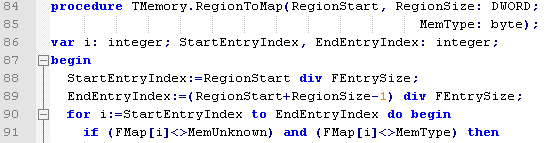 84 procedure TMemory.RegionToMap(RegionStart, RegionSize: DWORD;
85 MemType: byte);
86 var i: integer; StartEntryIndex, EndEntryIndex: integer;
87 begin
88 StartEntryIndex:=RegionStart div FEntrySize;
89 EndEntryIndex:=(RegionStart+RegionSize-1) div FEntrySize;
90 for i:=StartEntryIndex to EndEntryIndex do begin
91 if (FMap[i]<>MemUnknown) and (FMap[i]<>MemType) then